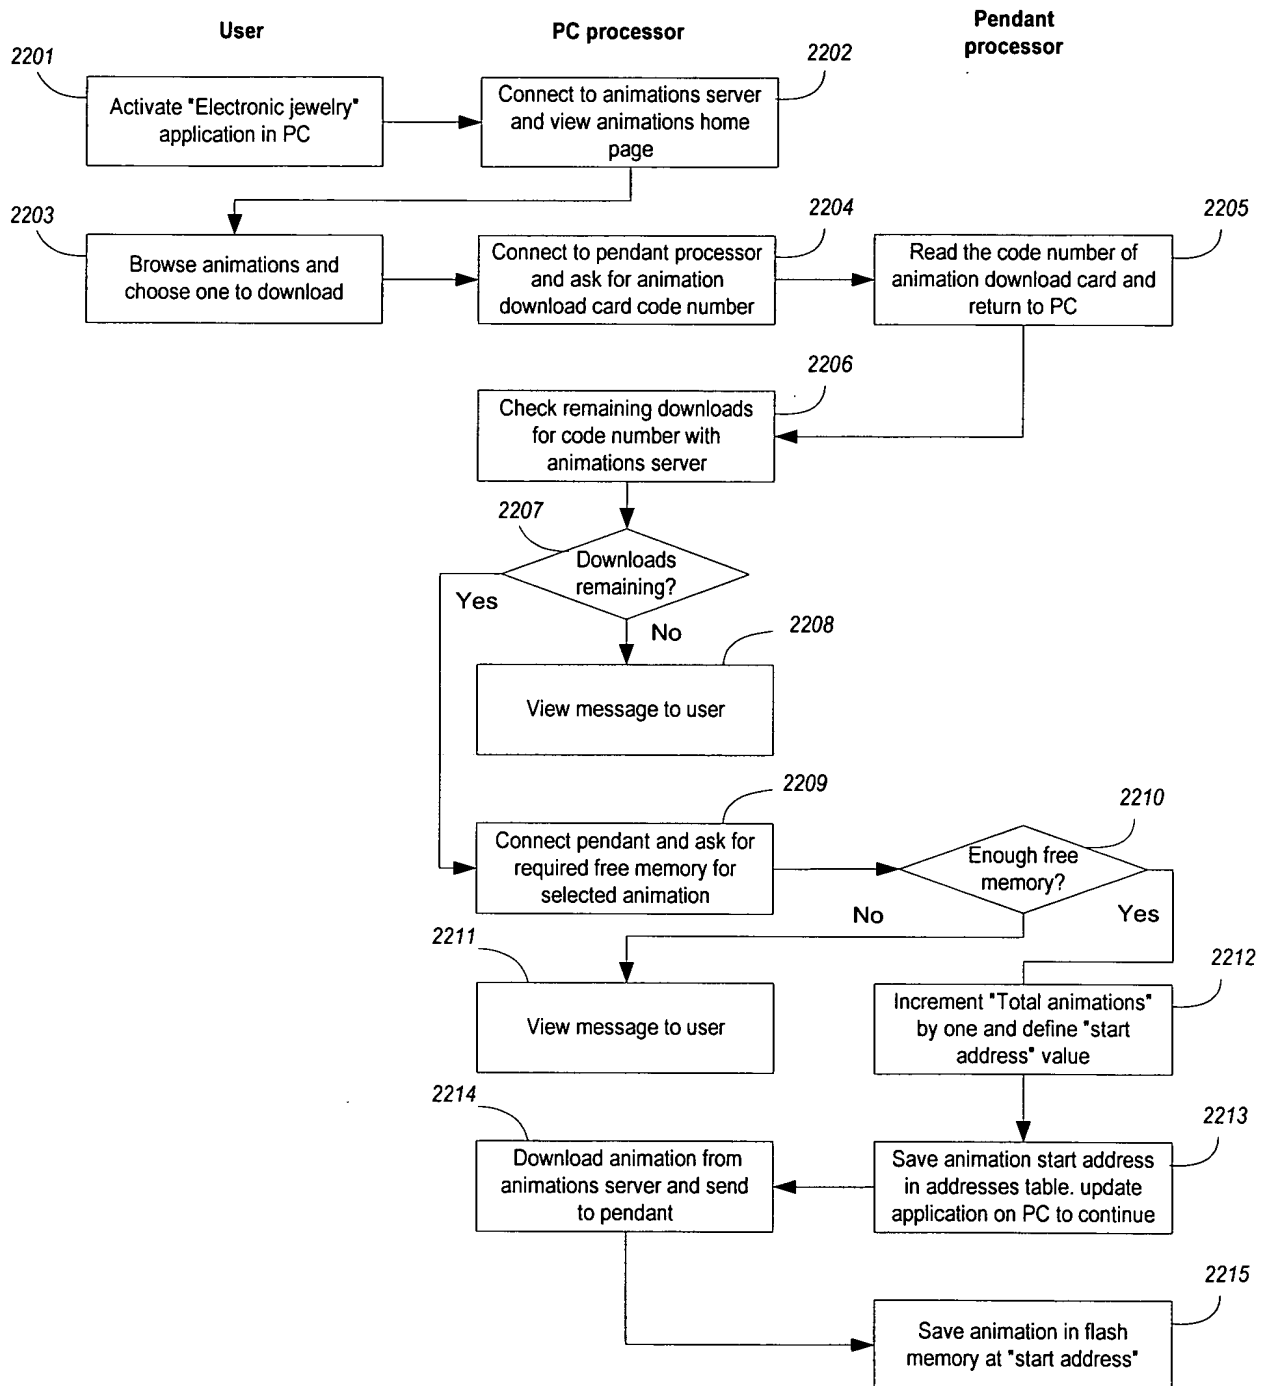 User
PC processor
Pendant
processor
2201
2202
Activate "Electronic jewelry"
application in PC
Connect to animations server
and view animations home
page
2203
2204
2205
Browse animations and
choose one to download
Connect to pendant processor
and ask for animation
download card code number
Read the code number of
animation download card and
return to PC
2206
Check remaining downloads
for code number with
animations server
2207
Downloads
remaining?
Yes
No
2208
View message to user
2209
2210
Connect pendant and ask for
required free memory for
selected animation
Enough free
memory?
No
Yes
2211
2212
View message to user
Increment "Total animations"
by one and define "start
address" value
2214
2213
Download animation from
animations server and send
to pendant
Save animation start address
in addresses table. update
application on PC to continue
2215
Save animation in flash
memory at "start address"